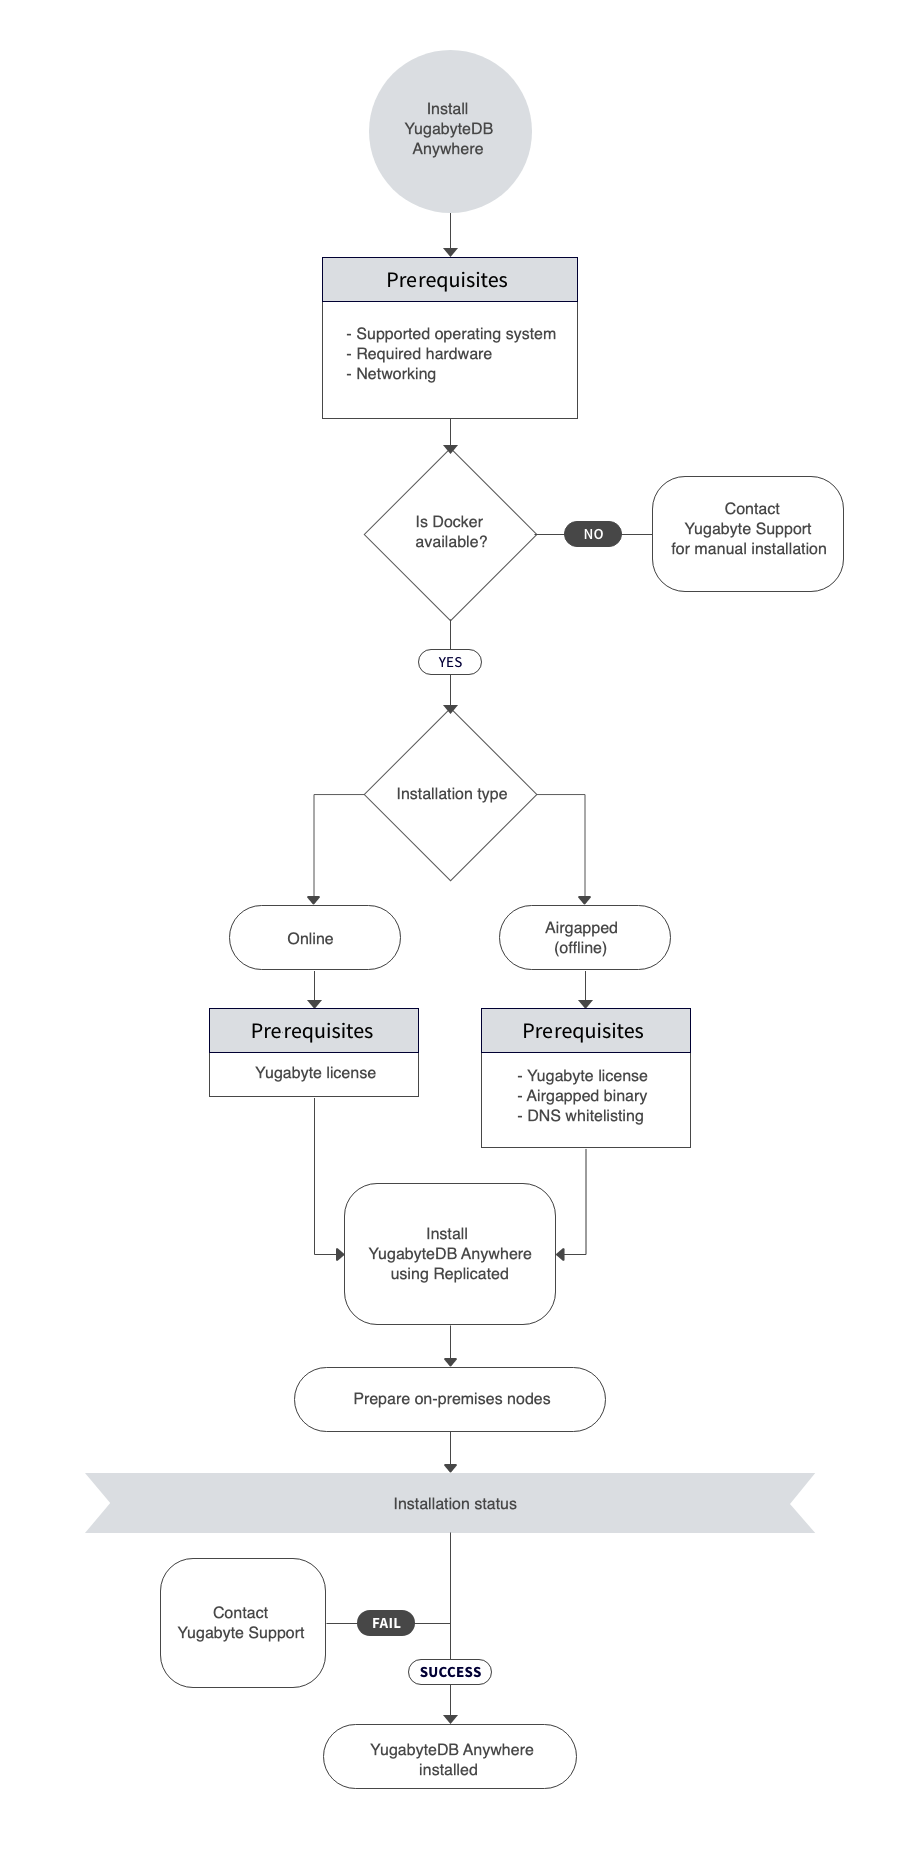 Install
YugabyteDB
Anywhere
Prerequisites
- Supported operating system
- Required hardware
- Networking
Is Docker
available?
NO
Contact
Yugabyte Support
for manual installation
YES
Installation type
Online
Airgapped
(offline)
Prerequisites
Yugabyte license
Prerequisites
- Yugabyte license
- Airgapped binary
- DNS whitelisting
Install
YugabyteDB Anywhere
using Replicated
Prepare on-premises nodes
Installation status
Contact
Yugabyte Support
FAIL
SUCCESS
YugabyteDB Anywhere
installed